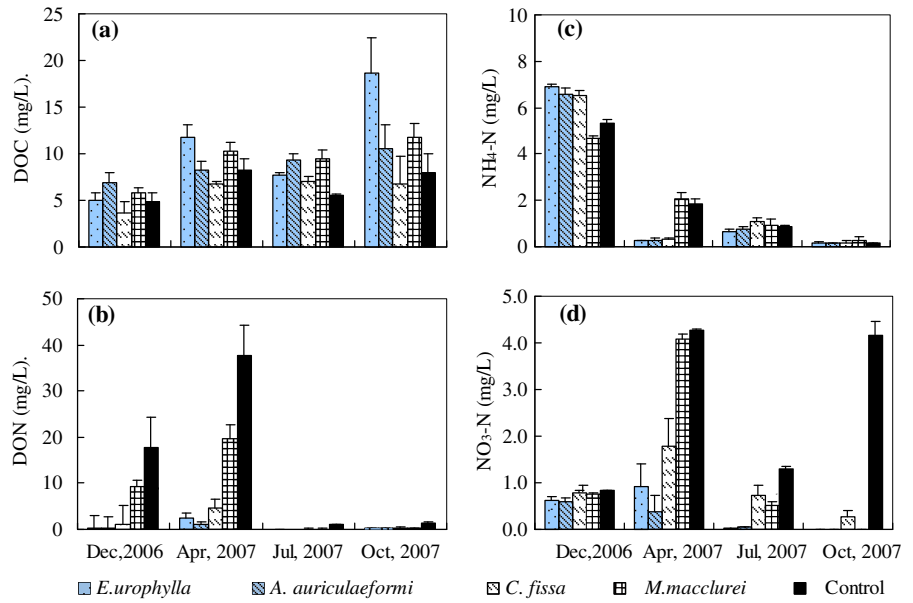 (a)
DOC (mg/L).
25
20
15
10
5
0
(c)
NH4-N (mg/L)
10
8
6
4
2
0
(b)
DON (mg/L).
50
40
30
20
10
0
Dec,2006 Apr, 2007 Jul, 2007 Oct, 2007
(d)
NO3-N (mg/L)
5.0
4.0
3.0
2.0
1.0
0.0
Dec,2006 Apr, 2007 Jul, 2007 Oct, 2007
E.urophylla A. auriculaeformi C. fissa M.macclurei Control